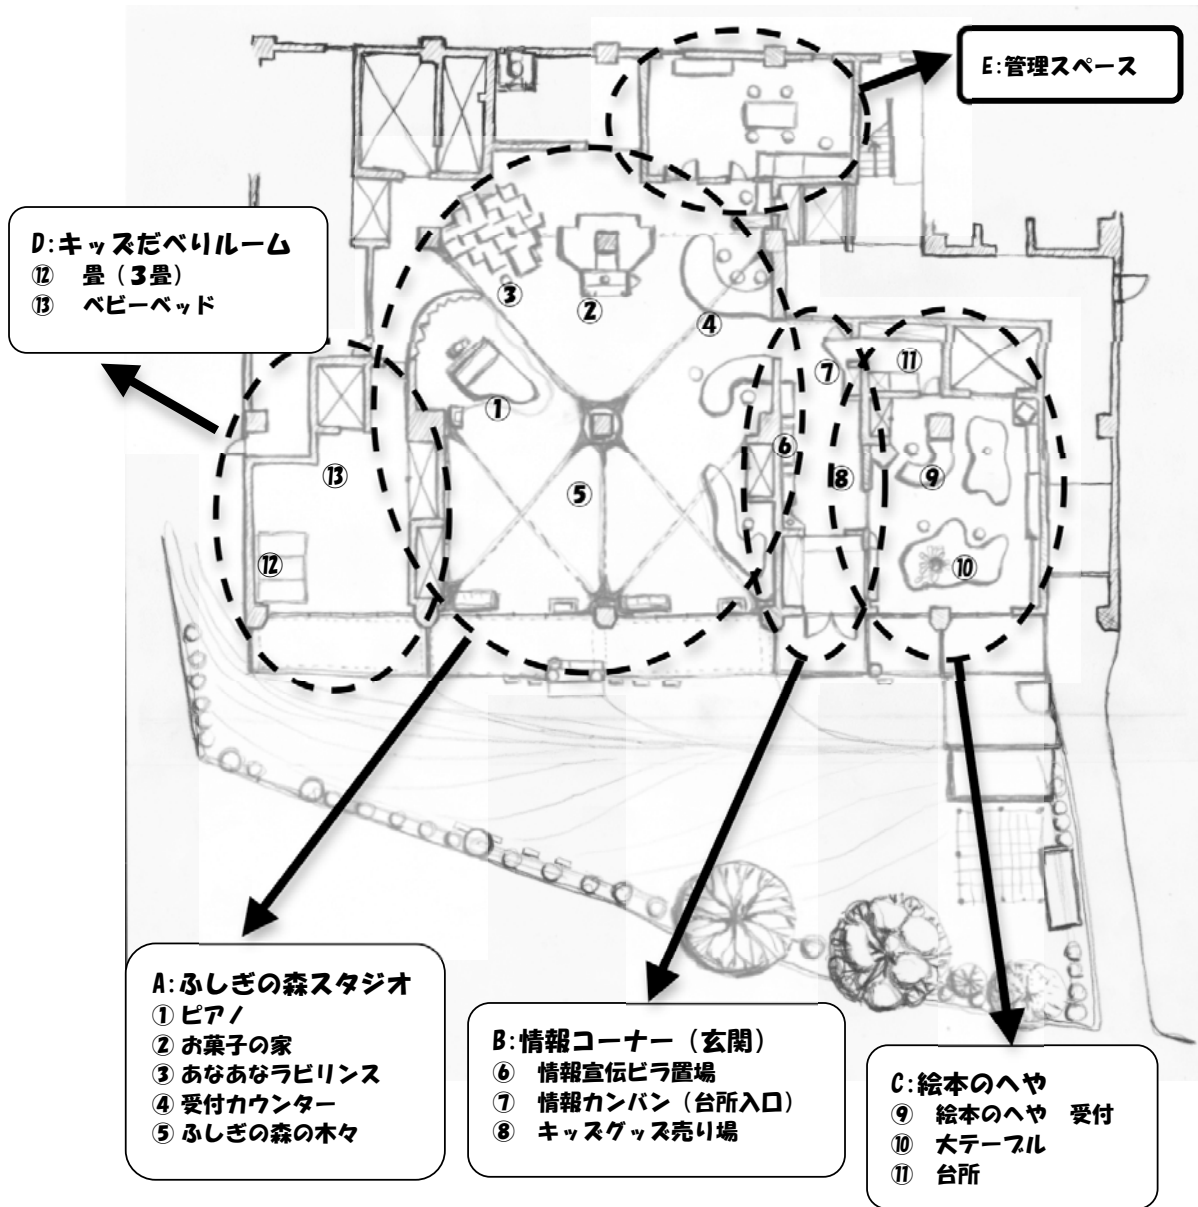 E:管理スペース
D:キッズだべりルーム
⑫ 畳（3畳）
⑬ ベビーベッド
③
②
④
⑦
⑪
①
⑥
⑬
⑧
⑨
⑤
⑫
⑩
A:ふしぎの森スタジオ
① ピアノ
② お菓子の家
③ あなあなラビリンス
④ 受付カウンター
⑤ ふしぎの森の木々
B:情報コーナー（玄関）
⑥ 情報宣伝ビラ置場
⑦ 情報カンバン（台所入口）
⑧ キッズグッズ売り場
C:絵本のへや
⑨ 絵本のへや 受付
⑩ 大テーブル
⑪ 台所